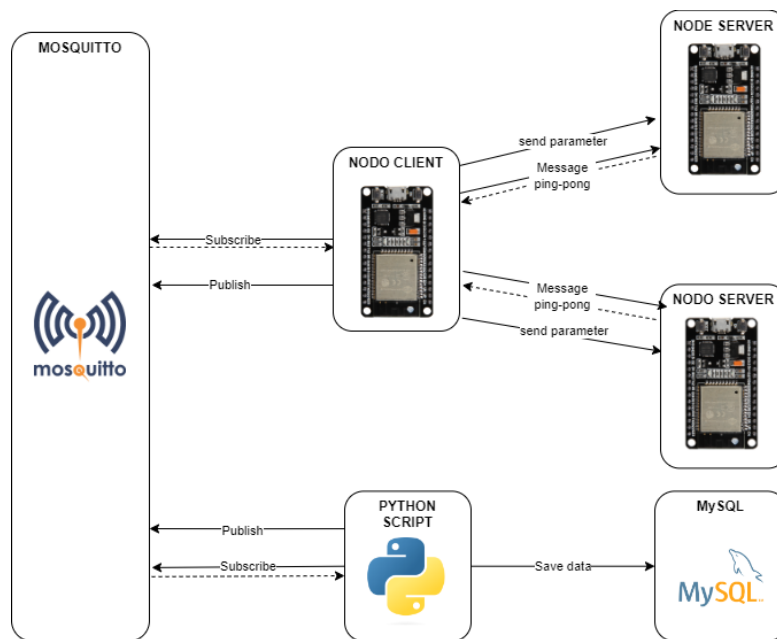 MOSQUITTO
mosquitto
Subscribe
Publish
Publish
Subscribe
NODO CLIENT
send parameter
Message
ping-pong
Message
ping-pong
send parameter
NODE SERVER
NODO SERVER
PYTHON
SCRIPT
Save data
MySQL
MySQL